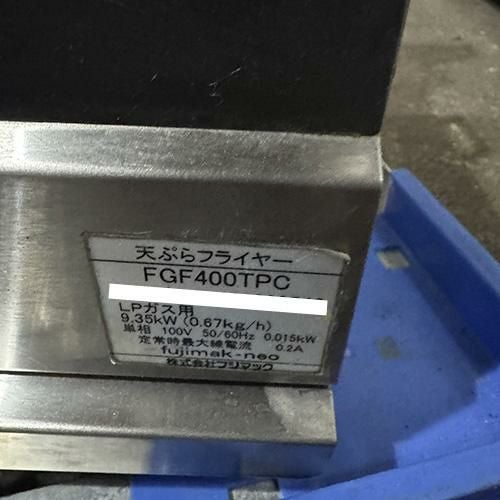 天ぷらフライヤー
FGF400TPC
LPガス用
9.35kW (0.67kg/h)
単相 100V 50/60Hz 0.015kW
定常時最大線電流 0.2A
fujimak-neo
株式会社フジマック